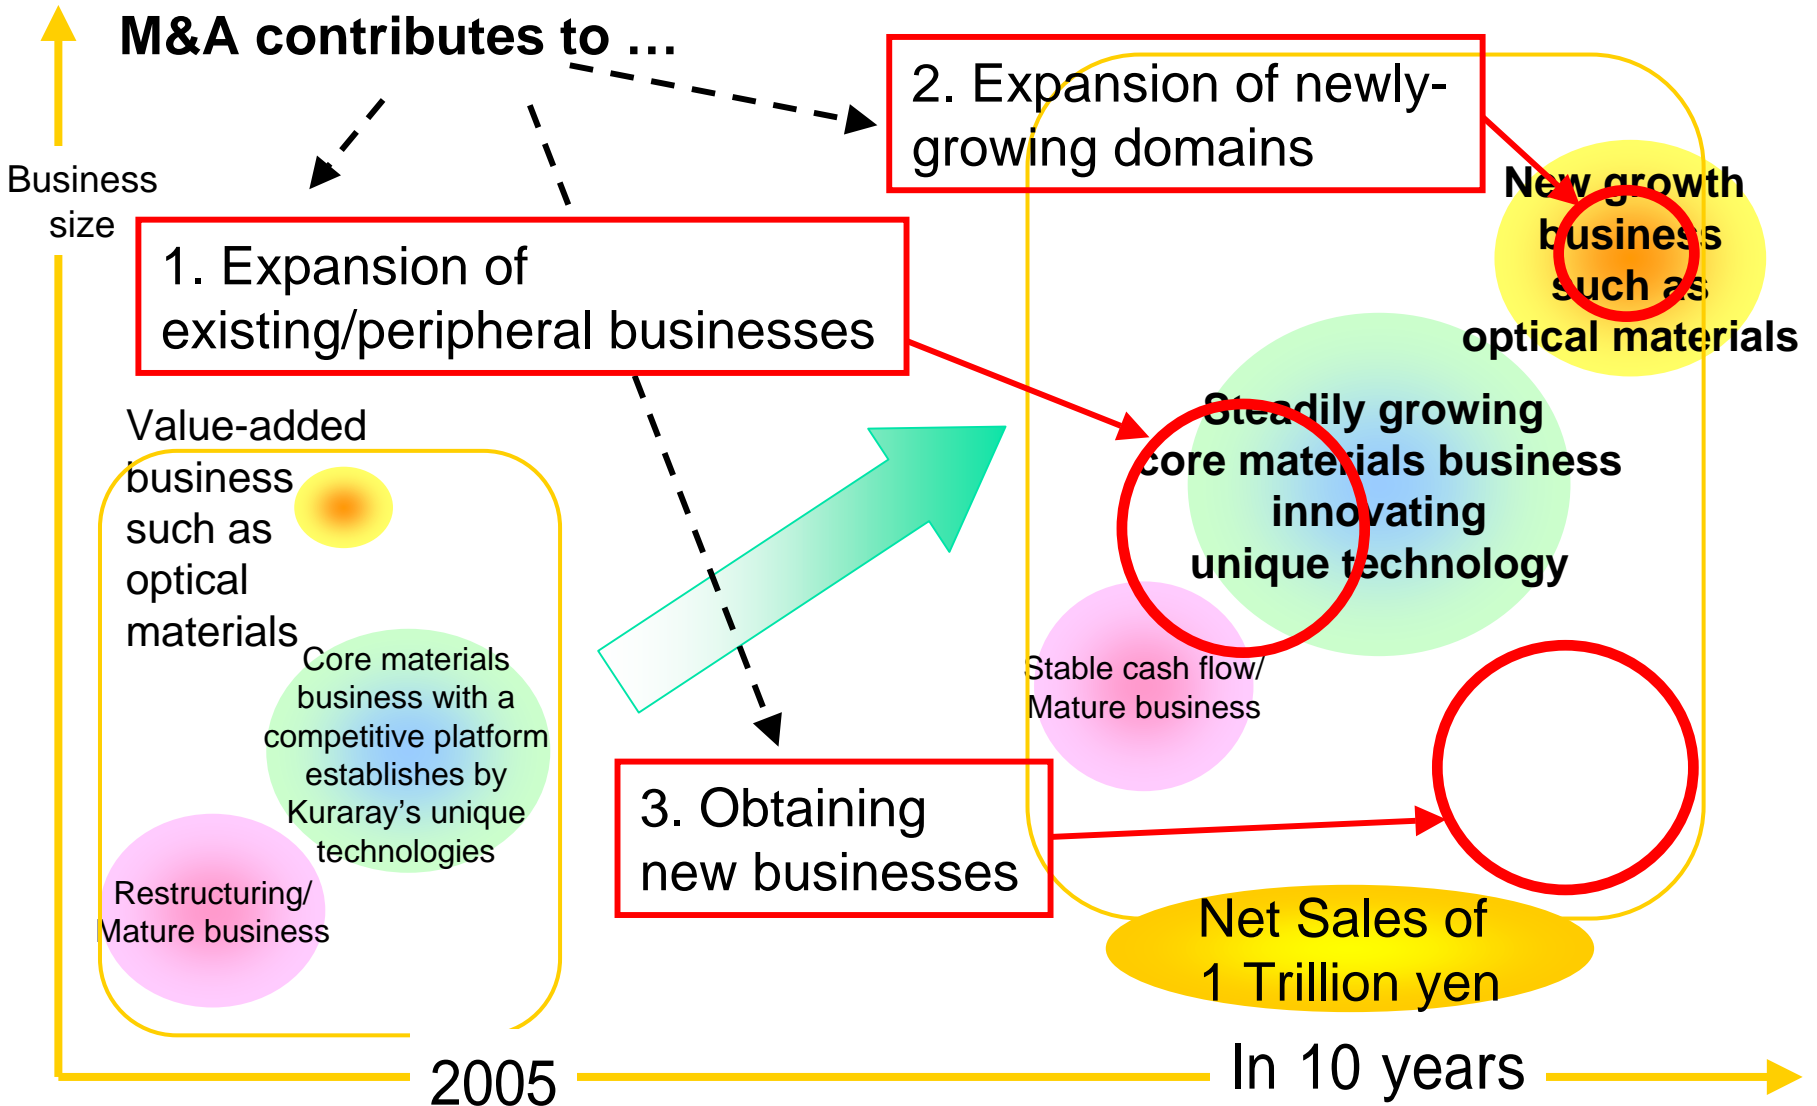 M&A contributes to …
Business
size
2. Expansion of newly-
growing domains
1. Expansion of
existing/peripheral businesses
New growth
business
such as
optical materials
Value-added
business
such as
optical
materials
Steadily growing
core materials business
innovating
unique technology
Core materials
business with a
competitive platform
establishes by
Kuraray’s unique
technologies
Stable cash flow/
Mature business
3. Obtaining
new businesses
Restructuring/
Mature business
Net Sales of
1 Trillion yen
2005
In 10 years